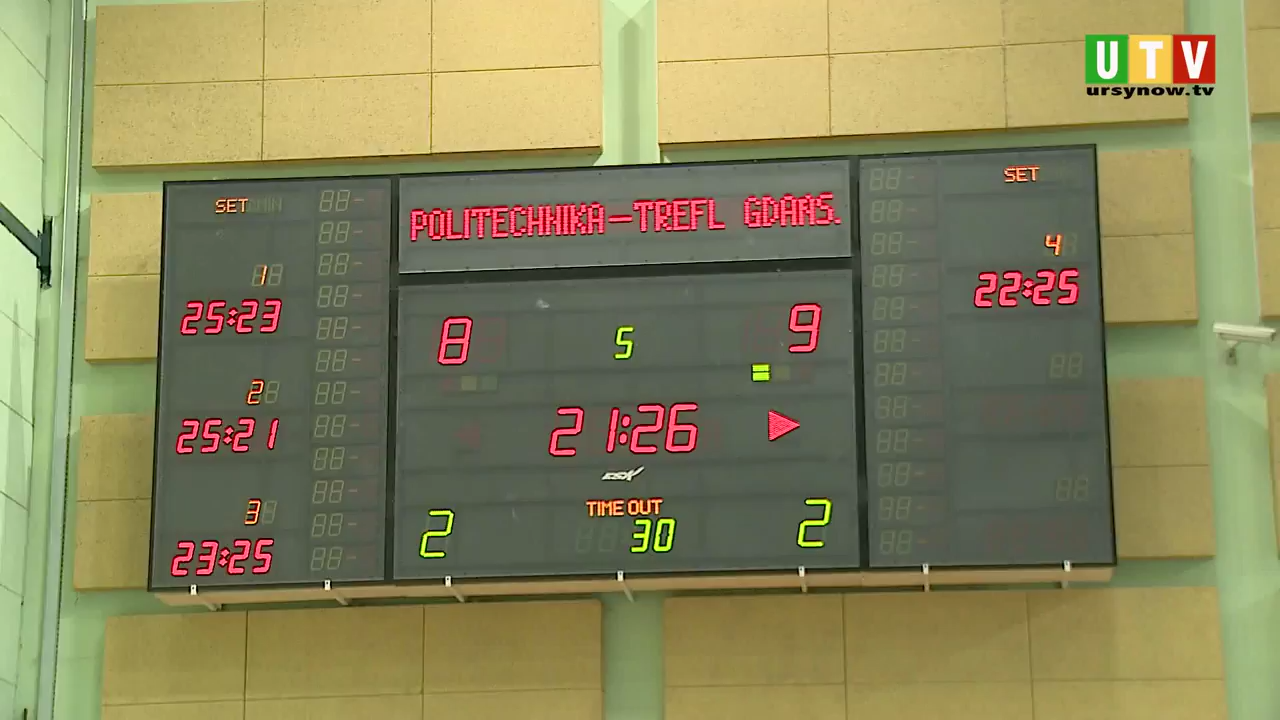 UTV
ursynow.tv
SET
1
25:23
2
25:21
3
23:25
POLITECHNIKA-TREFL GDAŃS.
8 5 9
21:26
TIME OUT
2 30 2
SET
4
22:25